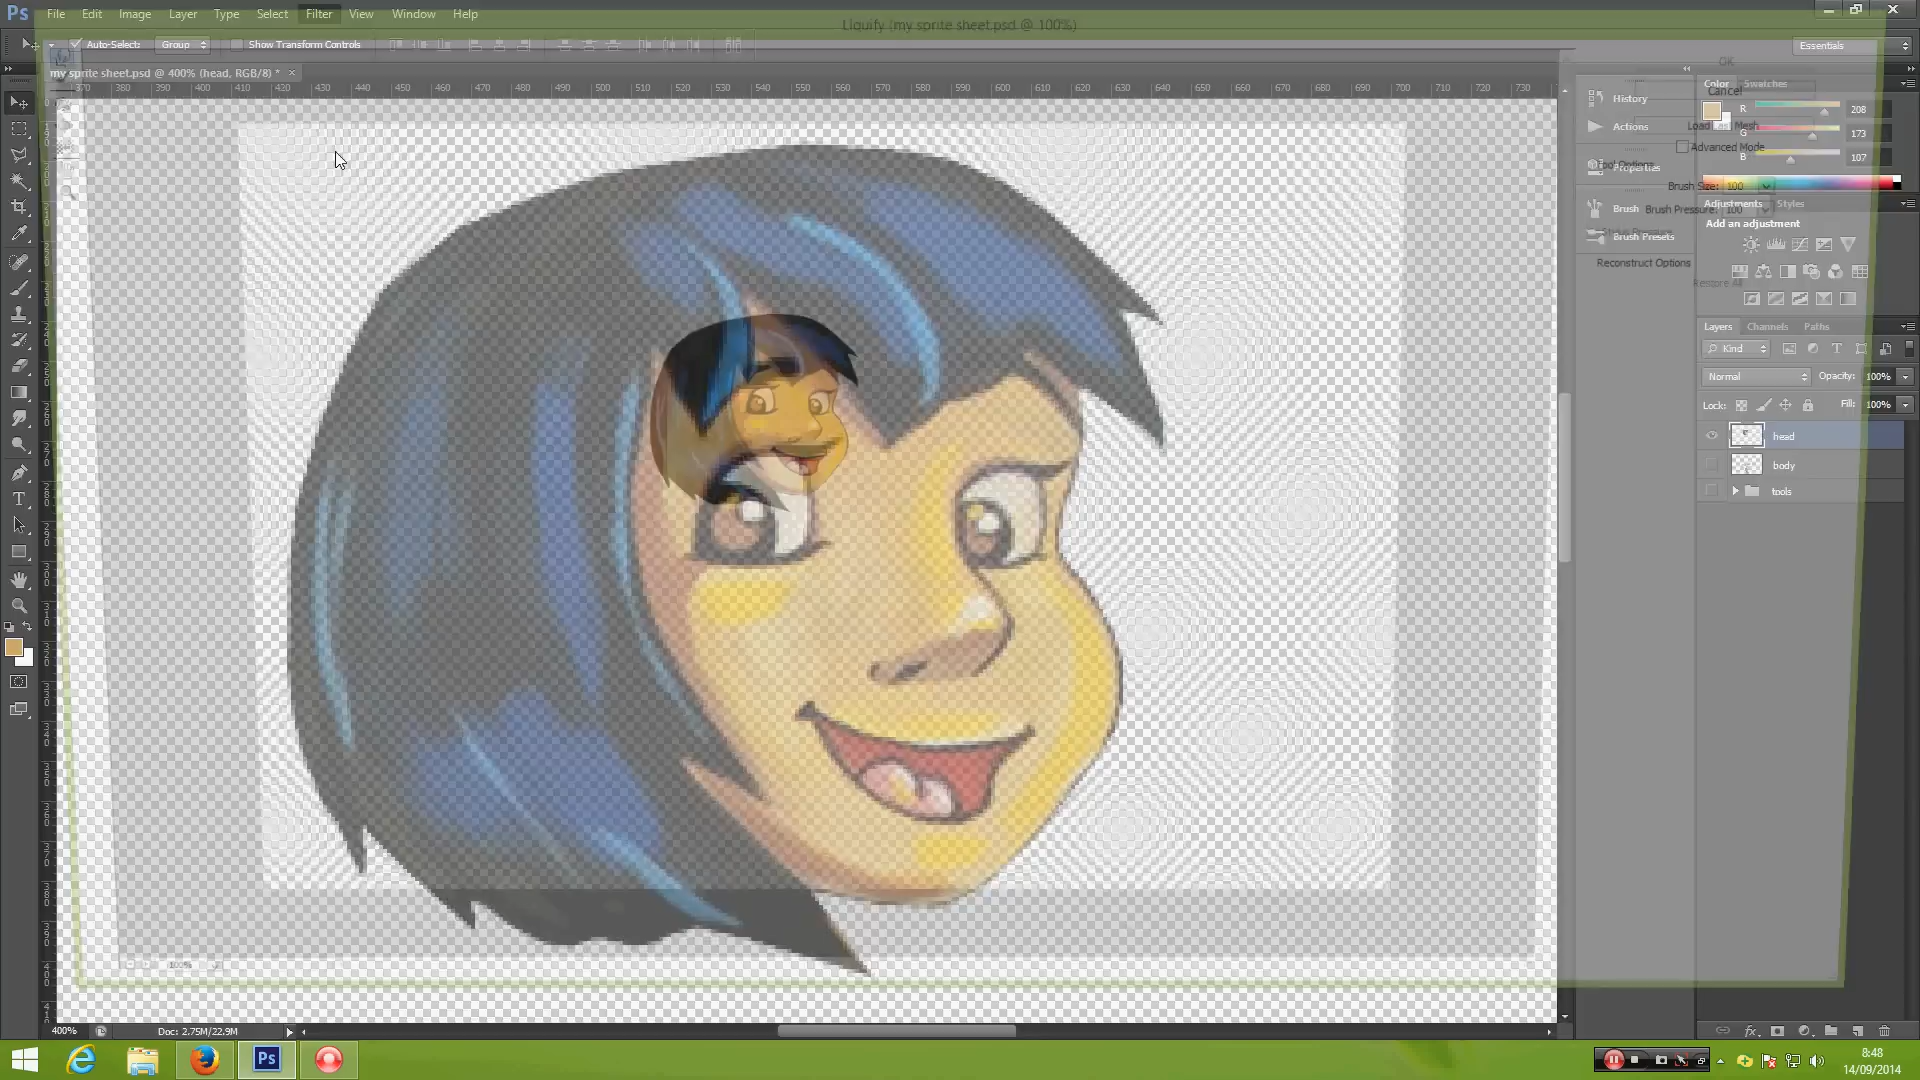 Ps File Edit Image Layer Type Select Filter View Window Help
Liquify (my sprite sheet.psd @ 100%)
Auto-Select: Group Show Transform Controls
Essentials
my sprite sheet.psd @ 400% (head, RGB/8) * ×
OK
370 380 390 400 410 420 430 440 450 460 470 480 490 500 510 520 530 540 550 560 570 580 590 600 610 620 630 640 650 660 670 680 690 700 710 720 730
Color Swatches
Cancel
History
R 208
Actions
Load Last Mesh
G 173
Advanced Mode
B 107
Tool Options
Properties
Brush Size: 100
Brush
Brush Pressure: 100
Adjustments Styles
Add an adjustment
Brush Presets
Reconstruct Options
Restore All
Layers Channels Paths
Kind
Normal Opacity: 100%
Lock: Fill: 100%
head
body
tools
100%
400% Doc: 2.75M/22.9M
Ps
8:48
14/09/2014